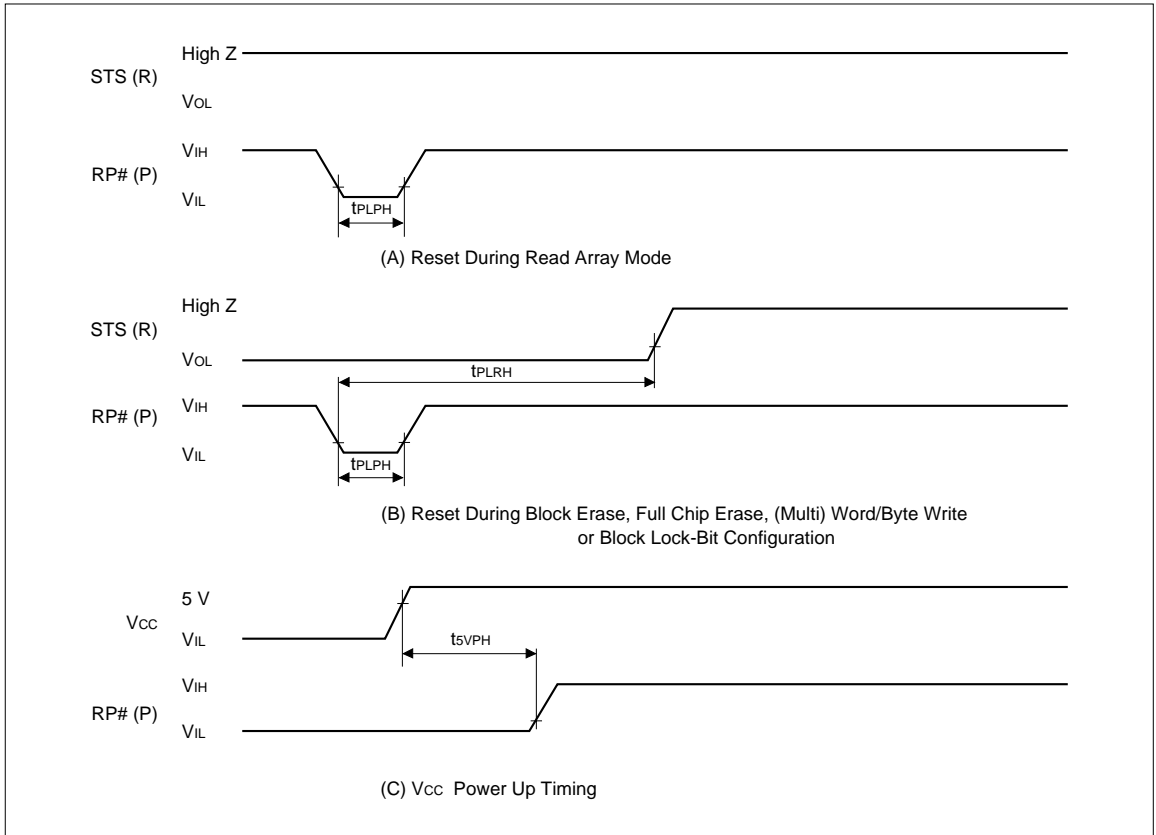 High Z
STS (R)
VOL
VIH
RP# (P)
VIL
tPLPH
(A) Reset During Read Array Mode
High Z
STS (R)
VOL
tPLRH
VIH
RP# (P)
VIL
tPLPH
(B) Reset During Block Erase, Full Chip Erase, (Multi) Word/Byte Write
or Block Lock-Bit Configuration
5 V
VCC
VIL
t5VPH
VIH
RP# (P)
VIL
(C) VCC Power Up Timing